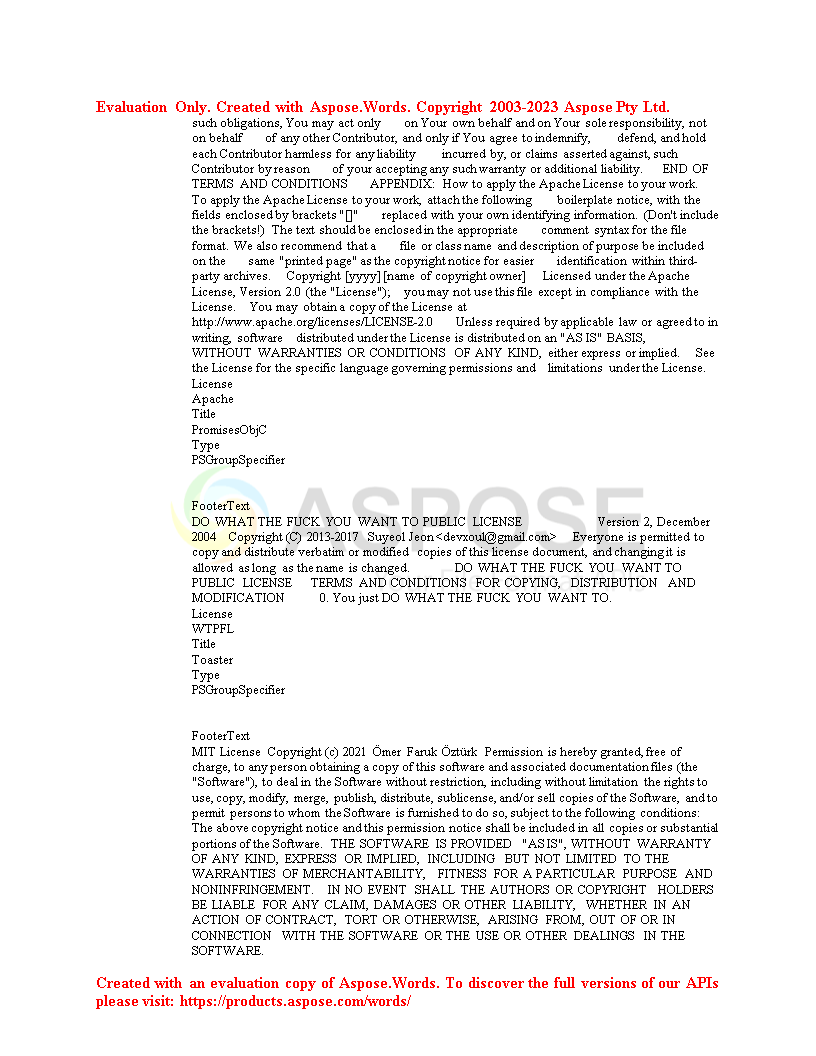 Evaluation Only. Created with Aspose.Words. Copyright 2003-2023 Aspose Pty Ltd.
such obligations, You may act only on Your own behalf and on Your sole responsibility, not
on behalf of any other Contributor, and only if You agree to indemnify, defend, and hold
each Contributor harmless for any liability incurred by, or claims asserted against, such
Contributor by reason of your accepting any such warranty or additional liability. END OF
TERMS AND CONDITIONS APPENDIX: How to apply the Apache License to your work.
To apply the Apache License to your work, attach the following boilerplate notice, with the
fields enclosed by brackets "[]" replaced with your own identifying information. (Don't include
the brackets!) The text should be enclosed in the appropriate comment syntax for the file
format. We also recommend that a file or class name and description of purpose be included
on the same "printed page" as the copyright notice for easier identification within third-
party archives. Copyright [yyyy] [name of copyright owner] Licensed under the Apache
License, Version 2.0 (the "License"); you may not use this file except in compliance with the
License. You may obtain a copy of the License at
http://www.apache.org/licenses/LICENSE-2.0 Unless required by applicable law or agreed to in
writing, software distributed under the License is distributed on an "AS IS" BASIS,
WITHOUT WARRANTIES OR CONDITIONS OF ANY KIND, either express or implied. See
the License for the specific language governing permissions and limitations under the License.
License
Apache
Title
PromisesObjC
Type
PSGroupSpecifier
ASPOSE
FooterText
DO WHAT THE FUCK YOU WANT TO PUBLIC LICENSE Version 2, December
2004 Copyright (C) 2013-2017 Suyeol Jeon <devxoul@gmail.com> Everyone is permitted to
copy and distribute verbatim or modified copies of this license document, and changing it is
allowed as long as the name is changed. DO WHAT THE FUCK YOU WANT TO
PUBLIC LICENSE TERMS AND CONDITIONS FOR COPYING, DISTRIBUTION AND
MODIFICATION 0. You just DO WHAT THE FUCK YOU WANT TO.
License
WTPFL
Title
Toaster
Type
PSGroupSpecifier
FooterText
MIT License Copyright (c) 2021 Ömer Faruk Öztürk Permission is hereby granted, free of
charge, to any person obtaining a copy of this software and associated documentation files (the
"Software"), to deal in the Software without restriction, including without limitation the rights to
use, copy, modify, merge, publish, distribute, sublicense, and/or sell copies of the Software, and to
permit persons to whom the Software is furnished to do so, subject to the following conditions:
The above copyright notice and this permission notice shall be included in all copies or substantial
portions of the Software. THE SOFTWARE IS PROVIDED "AS IS", WITHOUT WARRANTY
OF ANY KIND, EXPRESS OR IMPLIED, INCLUDING BUT NOT LIMITED TO THE
WARRANTIES OF MERCHANTABILITY, FITNESS FOR A PARTICULAR PURPOSE AND
NONINFRINGEMENT. IN NO EVENT SHALL THE AUTHORS OR COPYRIGHT HOLDERS
BE LIABLE FOR ANY CLAIM, DAMAGES OR OTHER LIABILITY, WHETHER IN AN
ACTION OF CONTRACT, TORT OR OTHERWISE, ARISING FROM, OUT OF OR IN
CONNECTION WITH THE SOFTWARE OR THE USE OR OTHER DEALINGS IN THE
SOFTWARE.
Created with an evaluation copy of Aspose.Words. To discover the full versions of our APIs
please visit: https://products.aspose.com/words/